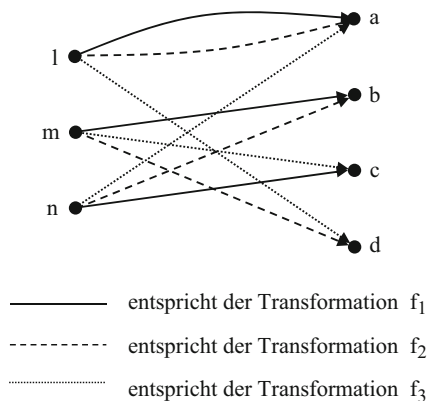 a
l
b
m
c
n
d
entspricht der Transformation f₁
entspricht der Transformation f₂
entspricht der Transformation f₃